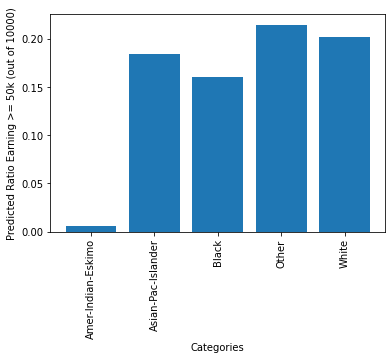 Predicted Ratio Earning >= 50k (out of 10000)
0.20
0.15
0.10
0.05
0.00
Amer-Indian-Eskimo
Asian-Pac-Islander
Black
Other
White
Categories